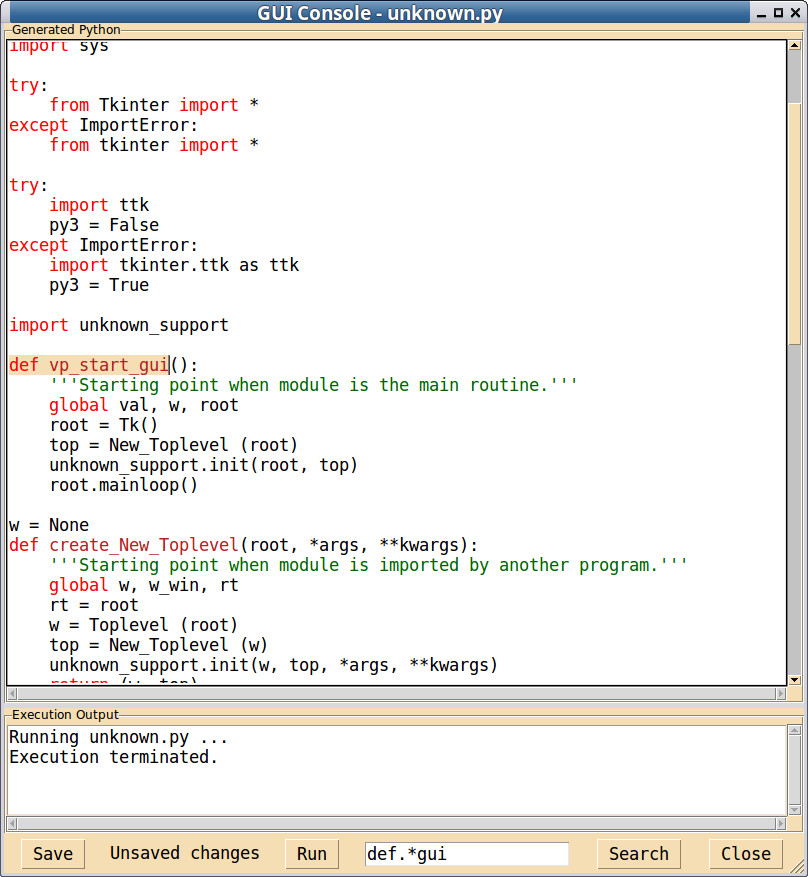 GUI Console - unknown.py
Generated Python
import sys
try:
    from Tkinter import *
except ImportError:
    from tkinter import *
try:
    import ttk
    py3 = False
except ImportError:
    import tkinter.ttk as ttk
    py3 = True
import unknown_support
def vp_start_gui():
    '''Starting point when module is the main routine.'''
    global val, w, root
    root = Tk()
    top = New_Toplevel (root)
    unknown_support.init(root, top)
    root.mainloop()
w = None
def create_New_Toplevel(root, *args, **kwargs):
    '''Starting point when module is imported by another program.'''
    global w, w_win, rt
    rt = root
    w = Toplevel (root)
    top = New_Toplevel (w)
    unknown_support.init(w, top, *args, **kwargs)
    return (w, top)
Execution Output
Running unknown.py ...
Execution terminated.
Save Unsaved changes Run def.*gui Search Close